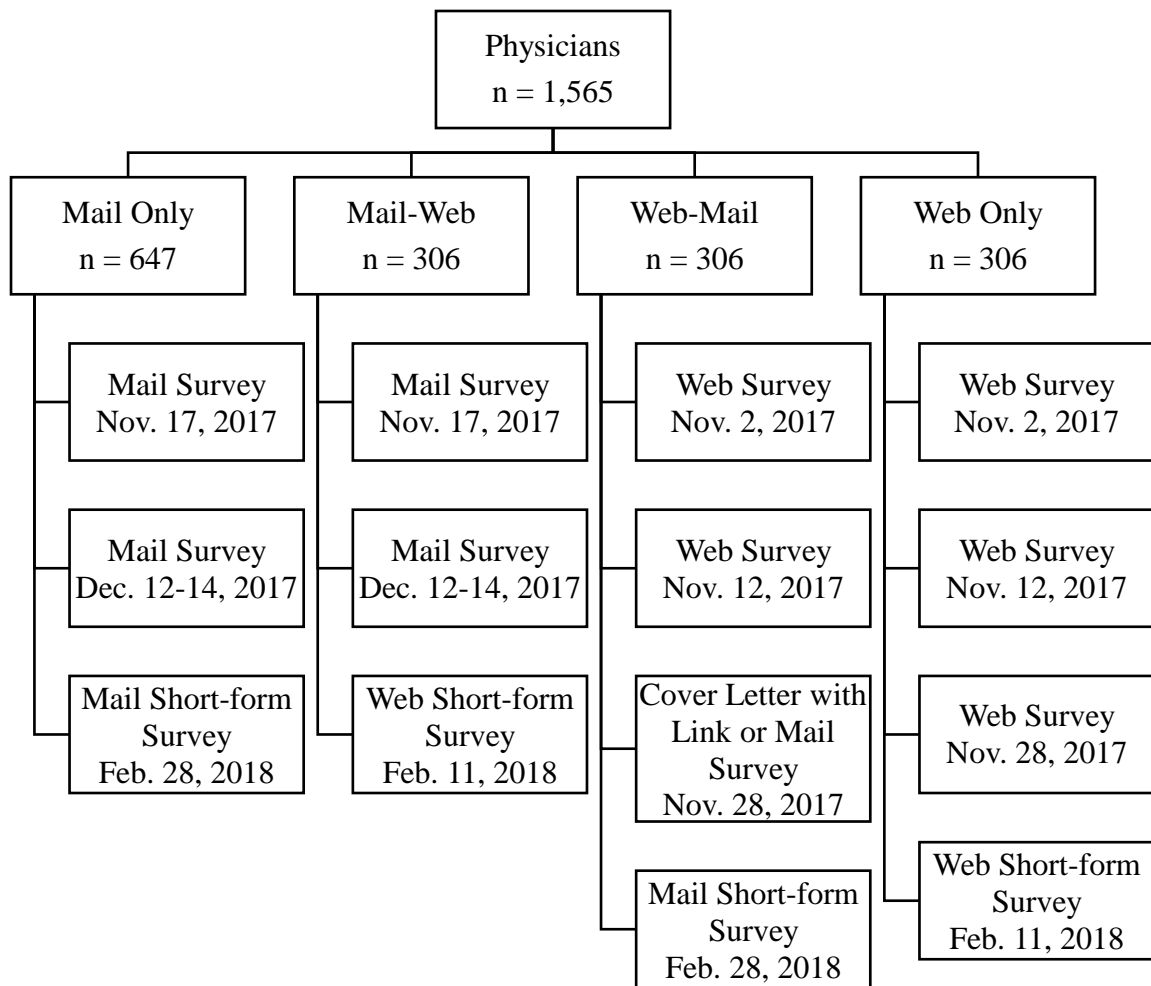 Physicians
n = 1,565
Mail Only
n = 647
Mail-Web
n = 306
Web-Mail
n = 306
Web Only
n = 306
Mail Survey
Nov. 17, 2017
Mail Survey
Dec. 12-14, 2017
Mail Short-form
Survey
Feb. 28, 2018
Mail Survey
Nov. 17, 2017
Mail Survey
Dec. 12-14, 2017
Web Short-form
Survey
Feb. 11, 2018
Web Survey
Nov. 2, 2017
Web Survey
Nov. 12, 2017
Cover Letter with
Link or Mail
Survey
Nov. 28, 2017
Mail Short-form
Survey
Feb. 28, 2018
Web Survey
Nov. 2, 2017
Web Survey
Nov. 12, 2017
Web Survey
Nov. 28, 2017
Web Short-form
Survey
Feb. 11, 2018